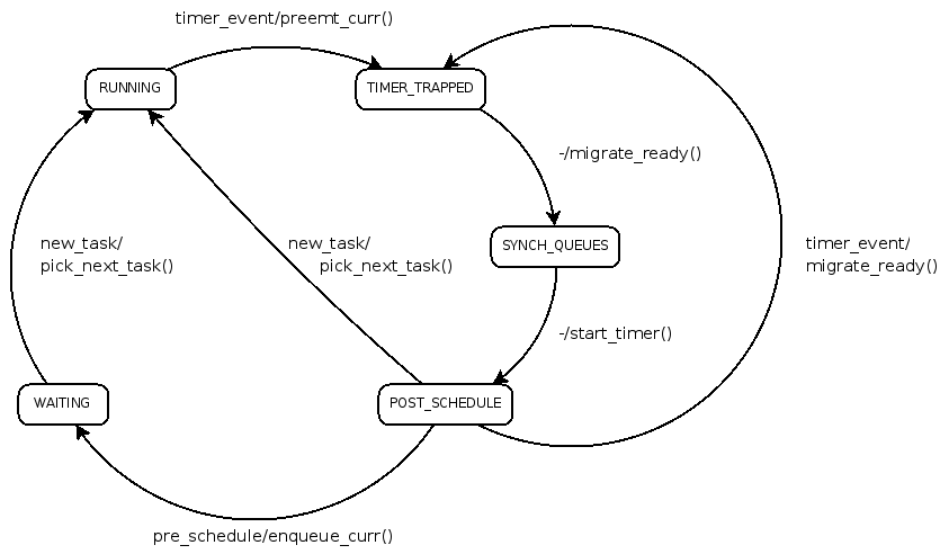 timer_event/preemt_curr()
RUNNING
TIMER_TRAPPED
-/migrate_ready()
new_task/
pick_next_task()
new_task/
pick_next_task()
SYNCH_QUEUES
timer_event/
migrate_ready()
-/start_timer()
WAITING
POST_SCHEDULE
pre_schedule/enqueue_curr()